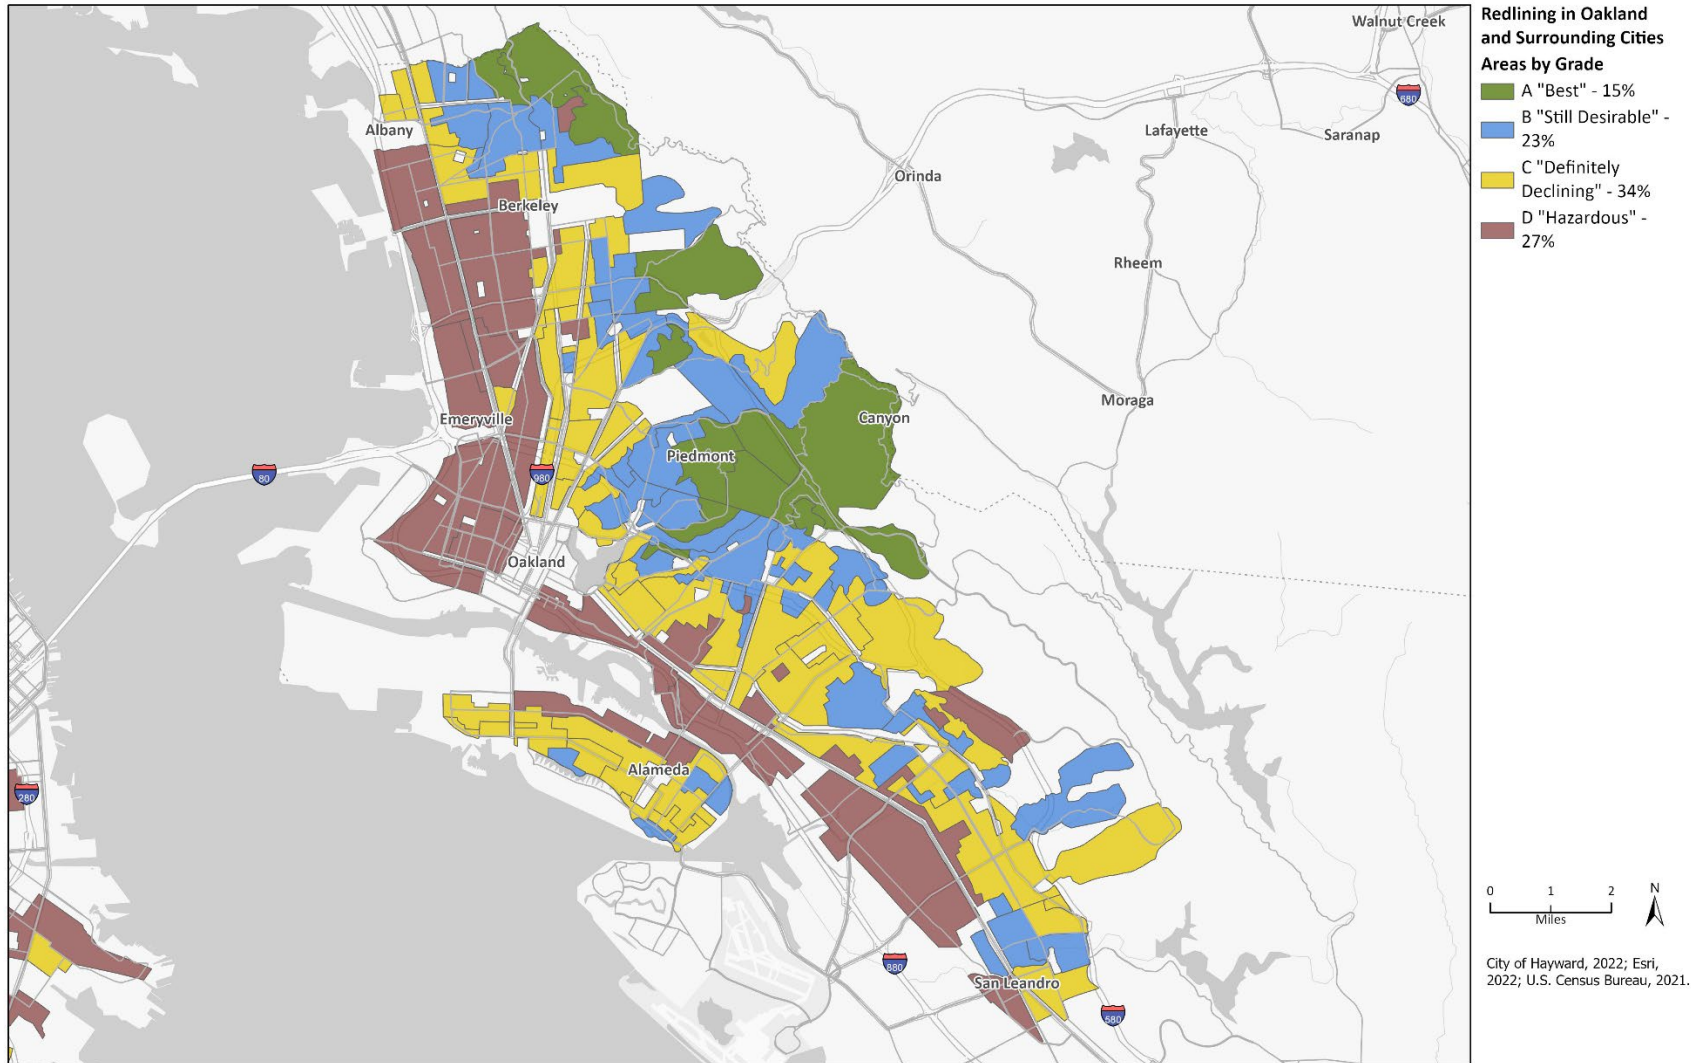 Redlining in Oakland
and Surrounding Cities
Areas by Grade
A "Best" - 15%
B "Still Desirable" -
23%
C "Definitely
Declining" - 34%
D "Hazardous" -
27%
Walnut Creek
680
Albany
Lafayette
Saranap
Orinda
Berkeley
Rheem
Moraga
Emeryville
Canyon
Piedmont
80
980
Oakland
Alameda
280
880
San Leandro
580
0 1 2
Miles
N
City of Hayward, 2022; Esri,
2022; U.S. Census Bureau, 2021.